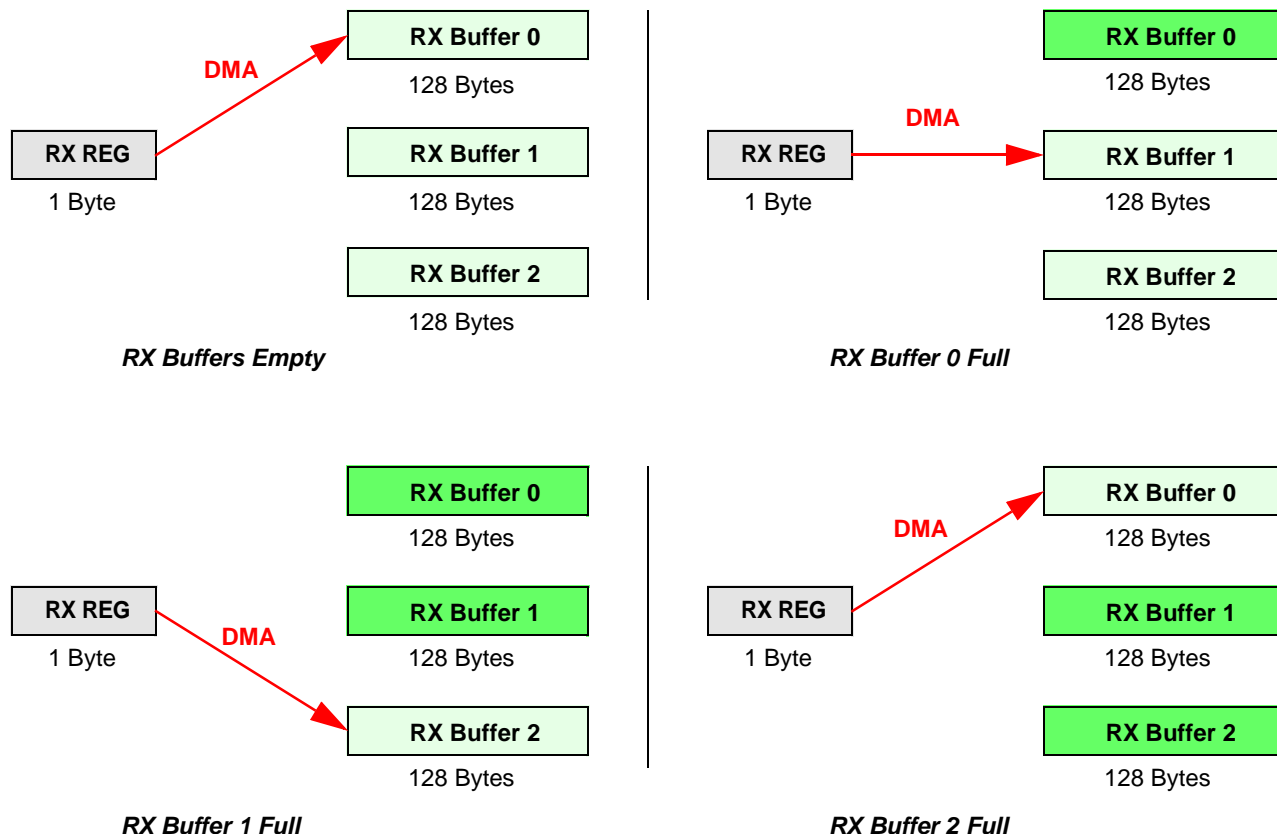 RX Buffer 0
DMA
128 Bytes
RX REG
RX Buffer 1
1 Byte
128 Bytes
RX Buffer 2
128 Bytes
RX Buffers Empty
RX Buffer 0
128 Bytes
DMA
RX REG
RX Buffer 1
1 Byte
128 Bytes
RX Buffer 2
128 Bytes
RX Buffer 0 Full
RX Buffer 0
128 Bytes
RX REG
RX Buffer 1
DMA
1 Byte
128 Bytes
RX Buffer 2
128 Bytes
RX Buffer 1 Full
RX Buffer 0
DMA
128 Bytes
RX REG
RX Buffer 1
1 Byte
128 Bytes
RX Buffer 2
128 Bytes
RX Buffer 2 Full